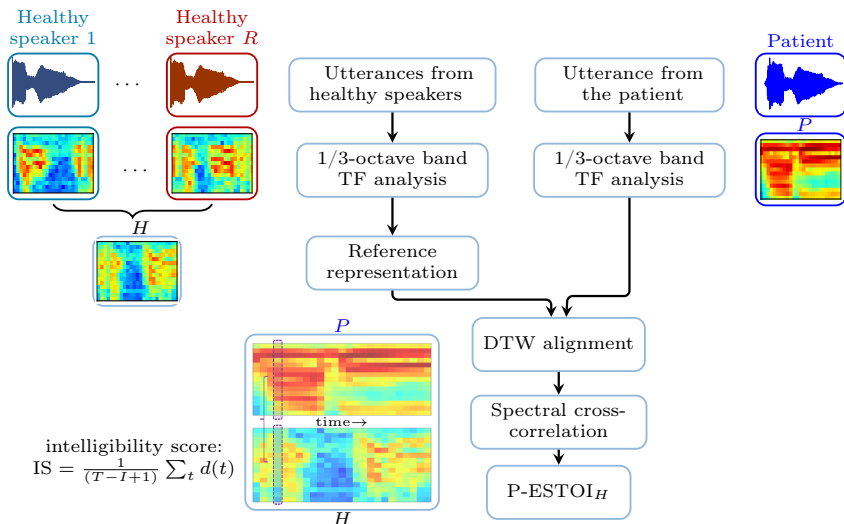 Healthy
speaker 1
Healthy
speaker R
. . .
. . .
H
Utterances from
healthy speakers
1/3-octave band
TF analysis
Reference
representation
Utterance from
the patient
1/3-octave band
TF analysis
Patient
P
DTW alignment
Spectral cross-
correlation
P-ESTOI_H
P
time→
H
intelligibility score:
IS = 1/(T−I+1) ∑_t d(t)